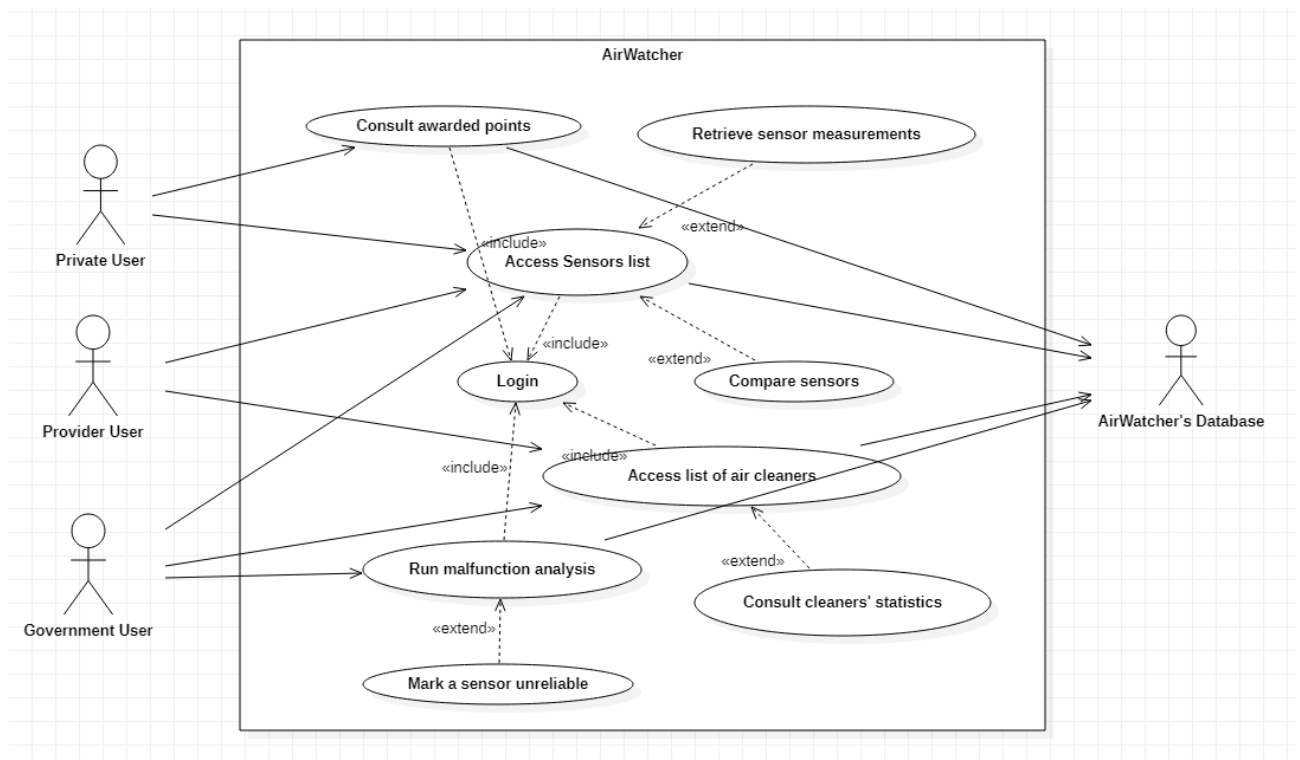 AirWatcher
Consult awarded points
Retrieve sensor measurements
Private User
«extend»
«include»
Access Sensors list
«include»
«extend»
Login
Compare sensors
Provider User
AirWatcher's Database
«include»
«include»
Access list of air cleaners
«extend»
Run malfunction analysis
Consult cleaners' statistics
Government User
«extend»
Mark a sensor unreliable